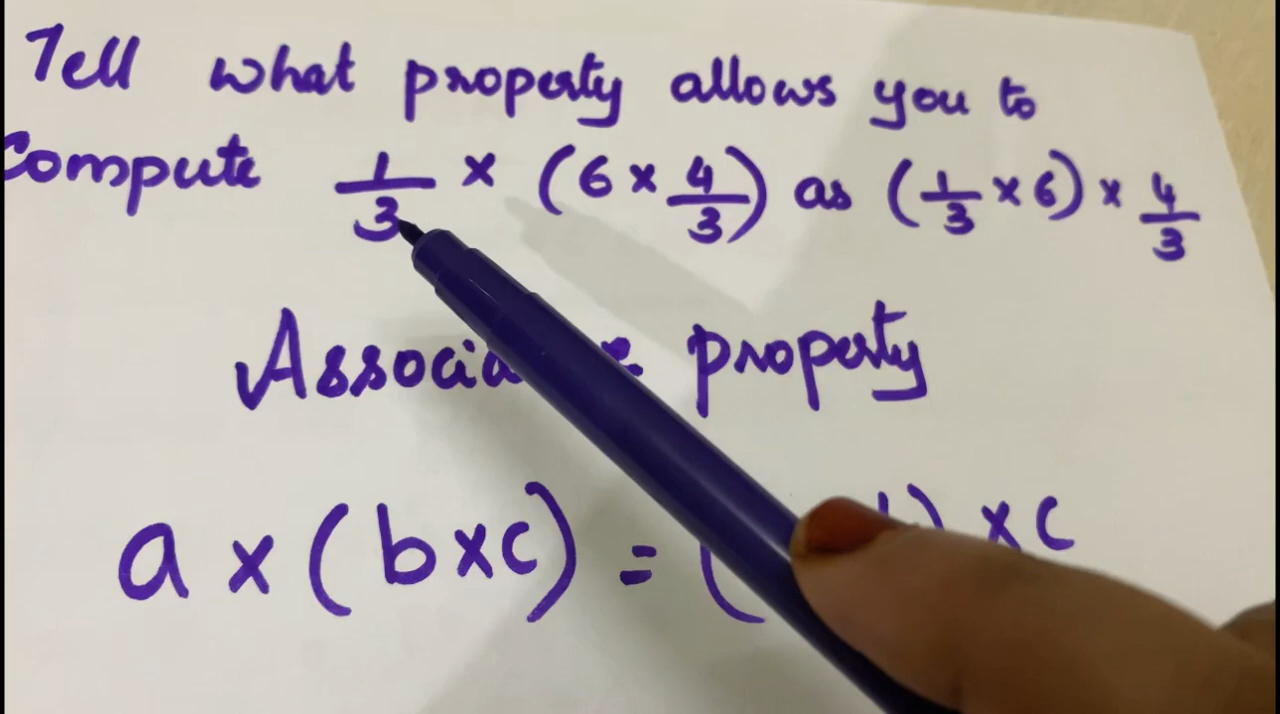 Tell what property allows you to
Compute 1/3 × (6 × 4/3) as (1/3 × 6) × 4/3
property
a × (b × c) = ( ) × c